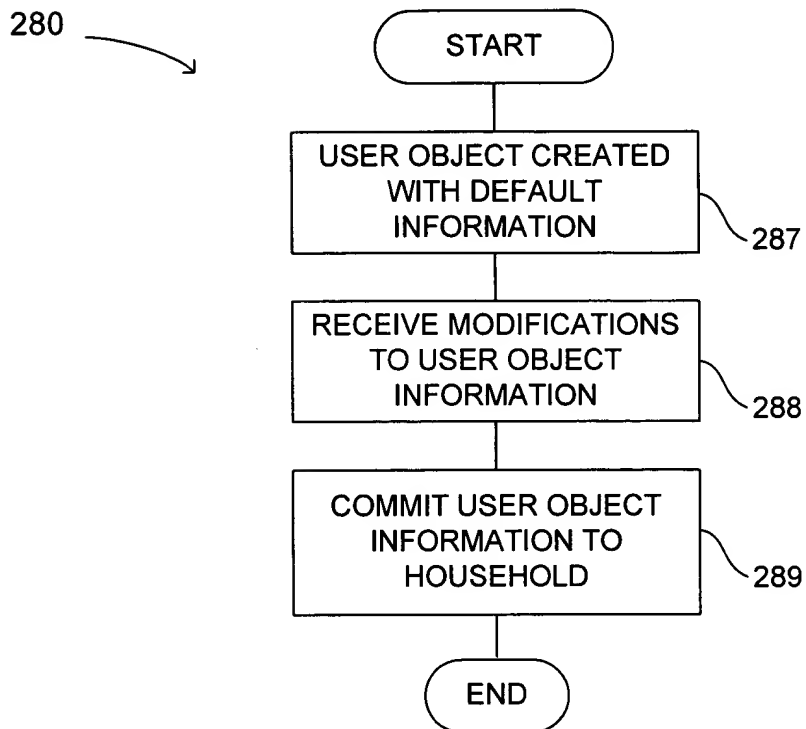 280
START
USER OBJECT CREATED
WITH DEFAULT
INFORMATION
287
RECEIVE MODIFICATIONS
TO USER OBJECT
INFORMATION
288
COMMIT USER OBJECT
INFORMATION TO
HOUSEHOLD
289
END